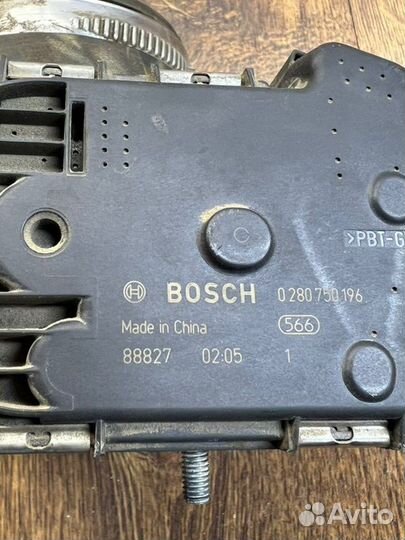 >PBT-G
BOSCH 0 280 750 196
Made in China 566
88827 02:05 1
Avito